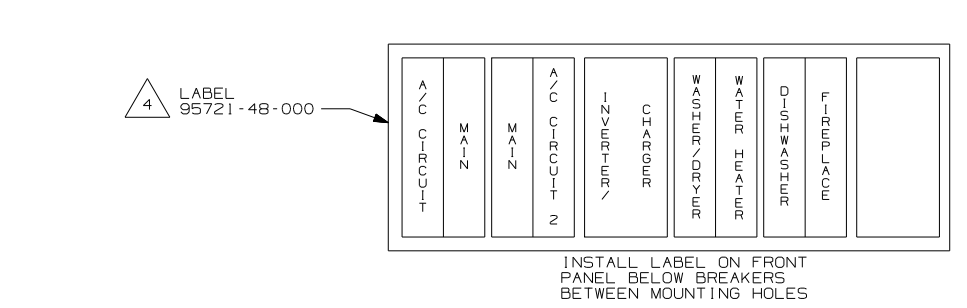 4
LABEL
95721-48-000
A/C CIRCUIT
MAIN
MAIN
A/C CIRCUIT 2
INVERTER/
CHARGER
WASHER/DRYER
WATER HEATER
DISHWASHER
FIREPLACE
INSTALL LABEL ON FRONT
PANEL BELOW BREAKERS
BETWEEN MOUNTING HOLES